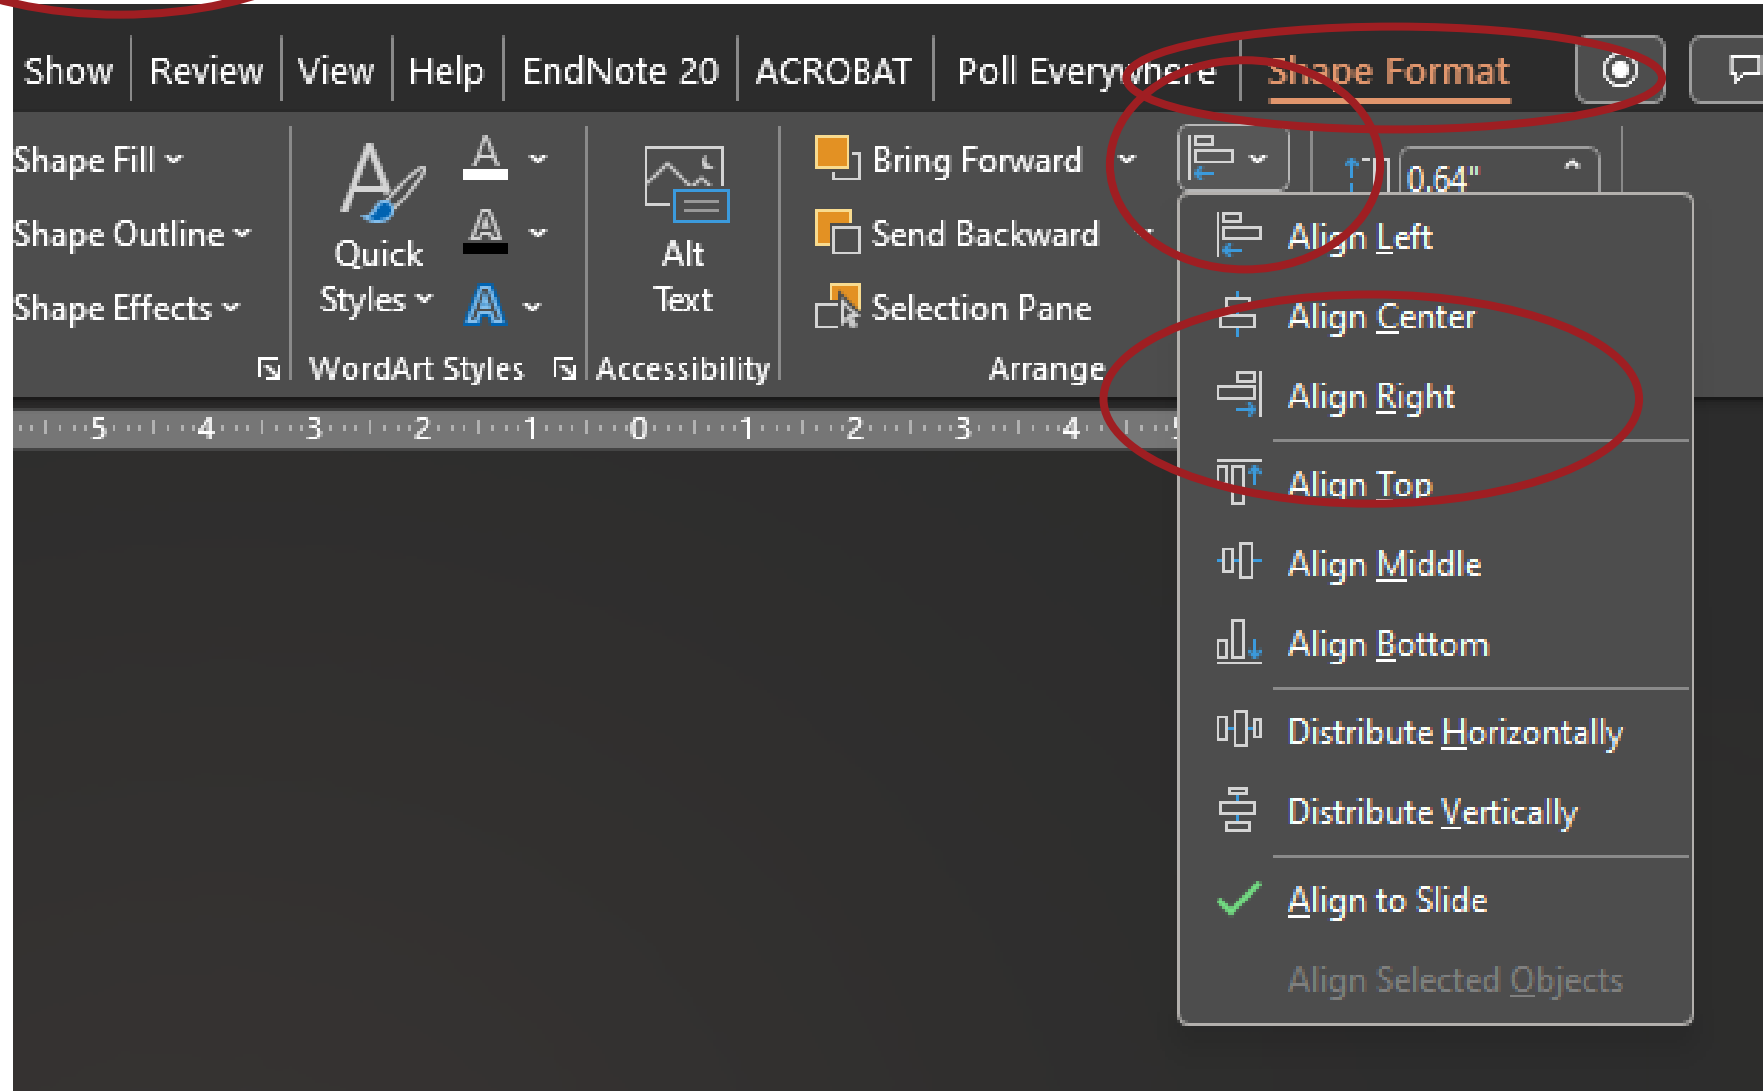 Show Review View Help EndNote 20 ACROBAT Poll Everywhere Shape Format
Shape Fill
Shape Outline
Shape Effects
Quick
Styles
WordArt Styles
Alt
Text
Accessibility
Bring Forward
Send Backward
Selection Pane
Arrange
0.64"
5 4 3 2 1 0 1 2 3 4
Align Left
Align Center
Align Right
Align Top
Align Middle
Align Bottom
Distribute Horizontally
Distribute Vertically
Align to Slide
Align Selected Objects